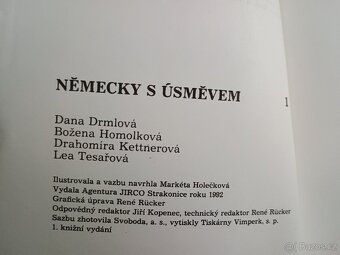 NĚMECKY S ÚSMĚVEM
Dana Drmlová
Božena Homolková
Drahomíra Kettnerová
Lea Tesařová
Ilustrovala a vazbu navrhla Markéta Holečková
Vydala Agentura JIRCO Strakonice roku 1992
Grafická úprava René Rücker
Odpovědný redaktor Jiří Kopenec, technický redaktor René Rücker
Sazbu zhotovila Svoboda, a. s., vytiskly Tiskárny Vimperk, s. p.
1. knižní vydání